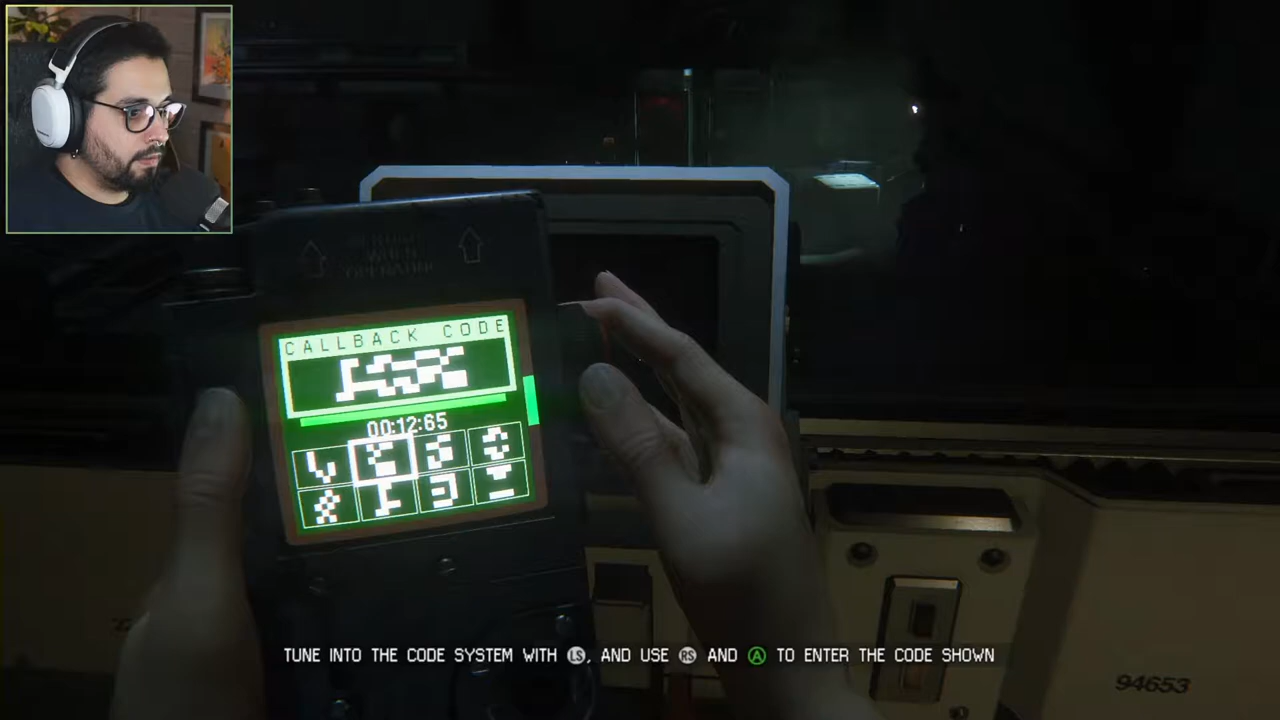 WHEN
CALLBACK CODE
00:12:65
TUNE INTO THE CODE SYSTEM WITH LS, AND USE RS AND A TO ENTER THE CODE SHOWN
94653